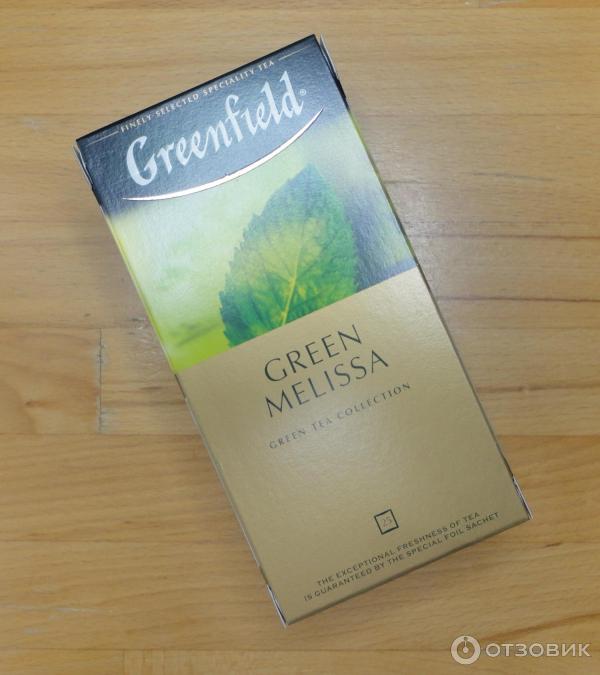 FINELY SELECTED SPECIALITY TEA
Greenfield®
GREEN
MELISSA
GREEN TEA COLLECTION
25
THE EXCEPTIONAL FRESHNESS OF TEA
IS GUARANTEED BY THE SPECIAL FOIL SACHET
ОТЗОВИК